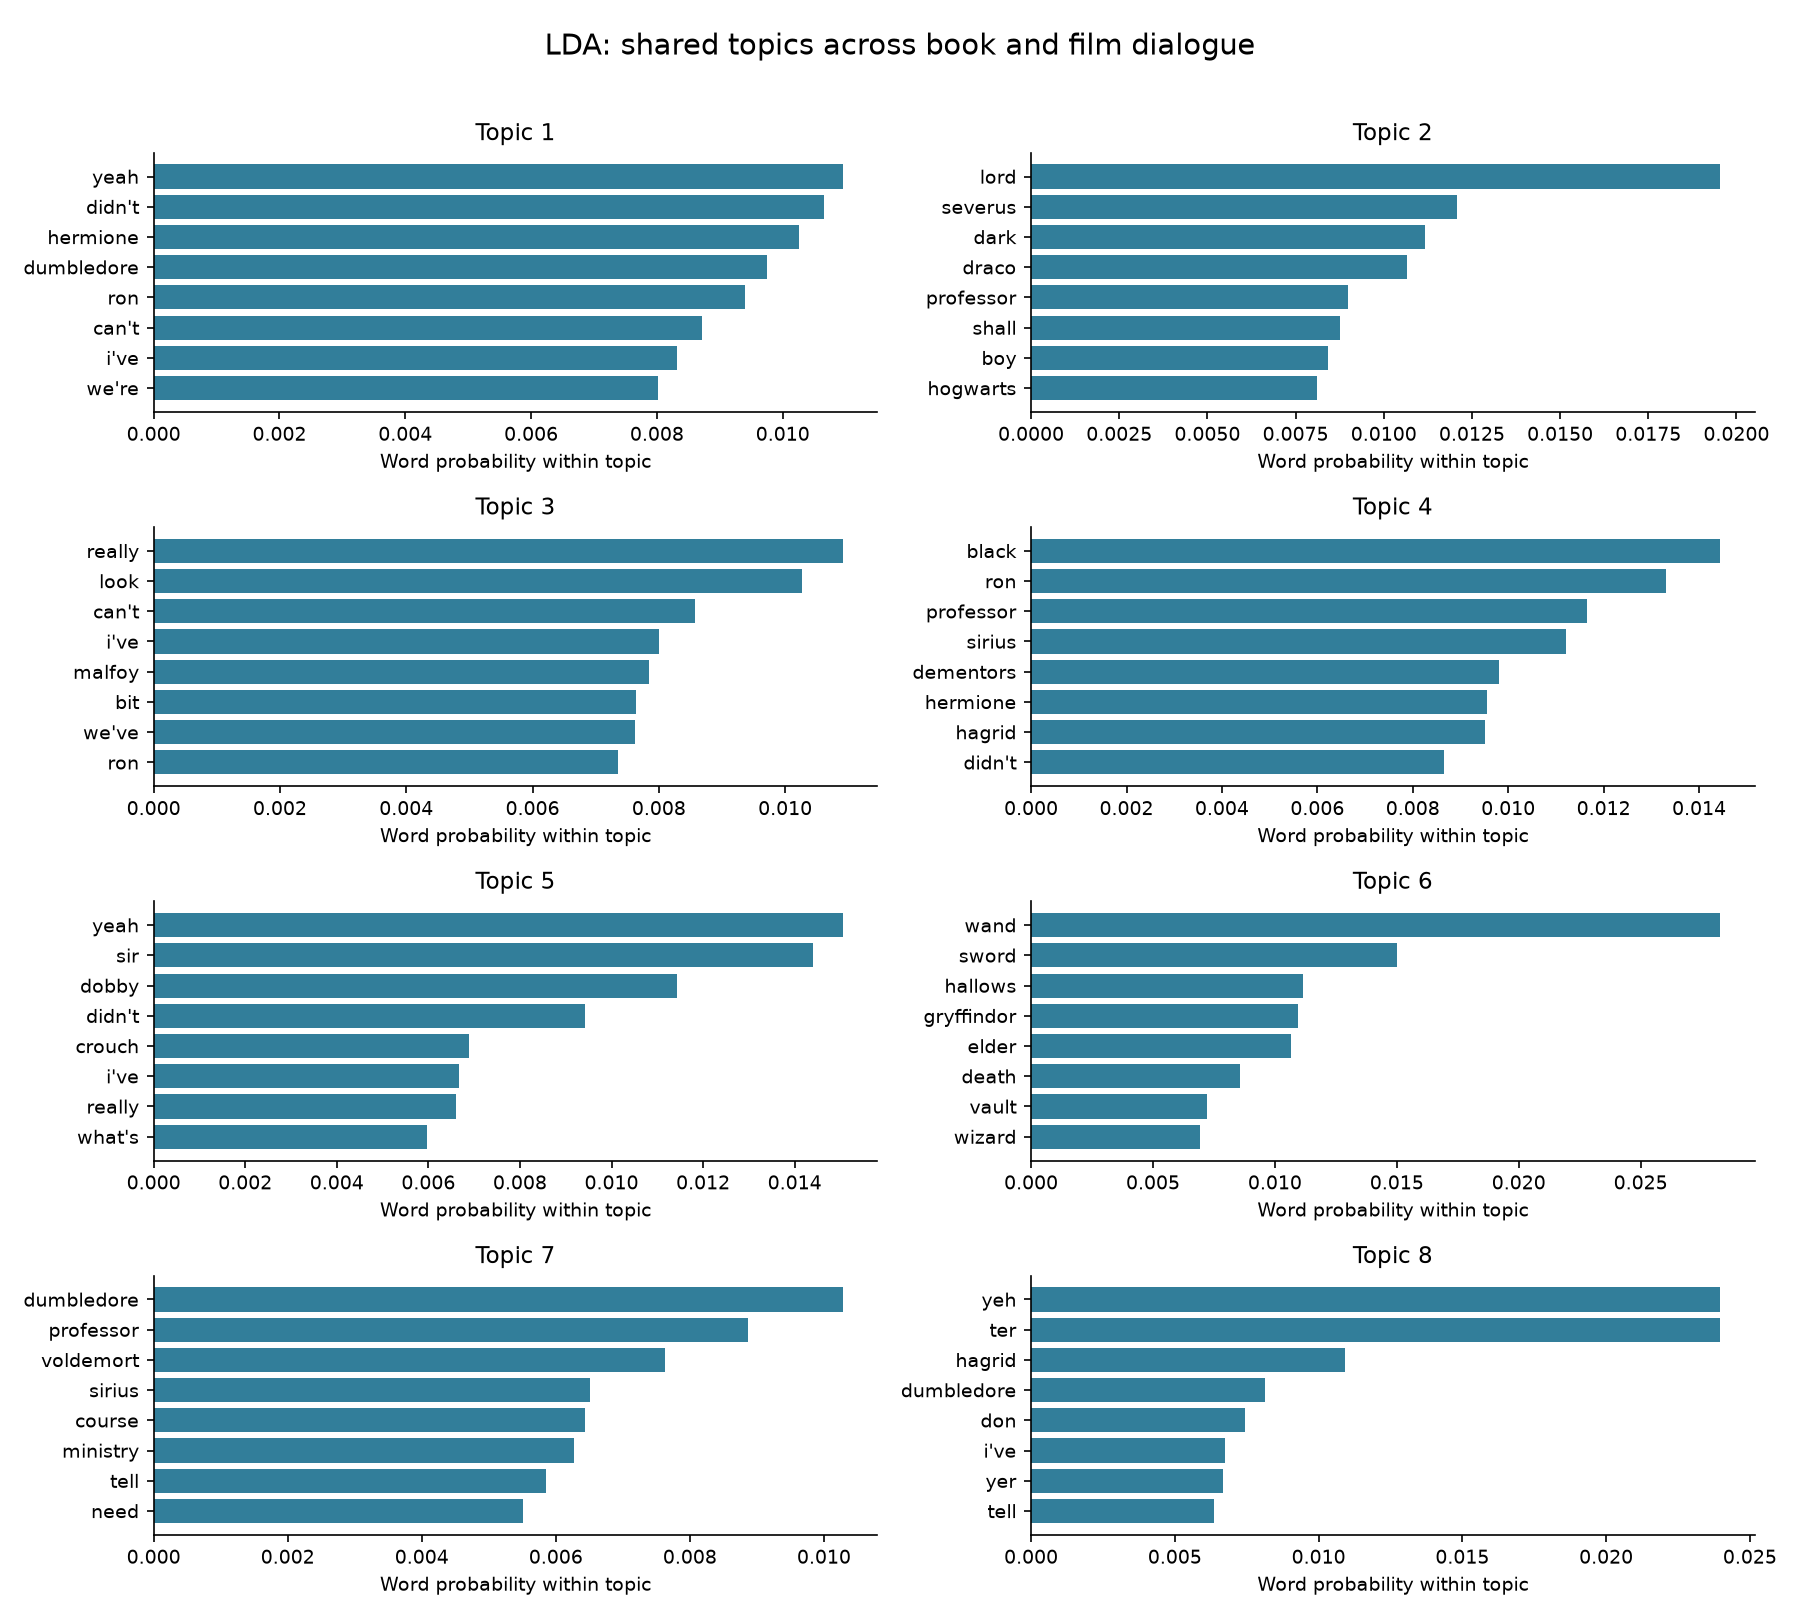 LDA: shared topics across book and film dialogue
Topic 1
yeah
didn't
hermione
dumbledore
ron
can't
i've
we're
0.000 0.002 0.004 0.006 0.008 0.010
Word probability within topic
Topic 2
lord
severus
dark
draco
professor
shall
boy
hogwarts
0.0000 0.0025 0.0050 0.0075 0.0100 0.0125 0.0150 0.0175 0.0200
Word probability within topic
Topic 3
really
look
can't
i've
malfoy
bit
we've
ron
0.000 0.002 0.004 0.006 0.008 0.010
Word probability within topic
Topic 4
black
ron
professor
sirius
dementors
hermione
hagrid
didn't
0.000 0.002 0.004 0.006 0.008 0.010 0.012 0.014
Word probability within topic
Topic 5
yeah
sir
dobby
didn't
crouch
i've
really
what's
0.000 0.002 0.004 0.006 0.008 0.010 0.012 0.014
Word probability within topic
Topic 6
wand
sword
hallows
gryffindor
elder
death
vault
wizard
0.000 0.005 0.010 0.015 0.020 0.025
Word probability within topic
Topic 7
dumbledore
professor
voldemort
sirius
course
ministry
tell
need
0.000 0.002 0.004 0.006 0.008 0.010
Word probability within topic
Topic 8
yeh
ter
hagrid
dumbledore
don
i've
yer
tell
0.000 0.005 0.010 0.015 0.020 0.025
Word probability within topic